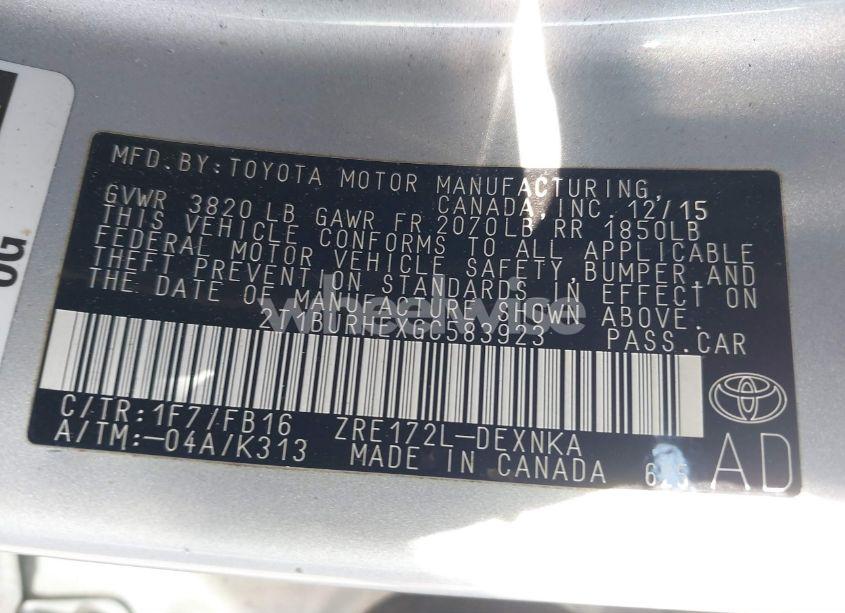 MFD.BY:TOYOTA MOTOR MANUFACTURING,
CANADA,INC. 12/15
GVWR 3820 LB GAWR FR 2070LB RR 1850LB
THIS VEHICLE CONFORMS TO ALL APPLICABLE
FEDERAL MOTOR VEHICLE SAFETY, BUMPER,AND
THEFT PREVENTION STANDARDS IN EFFECT ON
THE DATE OF MANUFACTURE SHOWN ABOVE.
PASS.CAR
C/TR:1F7/FB16 ZRE172L-DEXNKA
A/TM:-04A/K313 MADE IN CANADA
AD